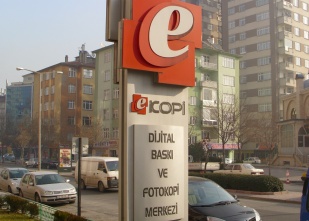 e
eKOPİ
DİJİTAL
BASKI
VE
FOTOKOPİ
MERKEZİ